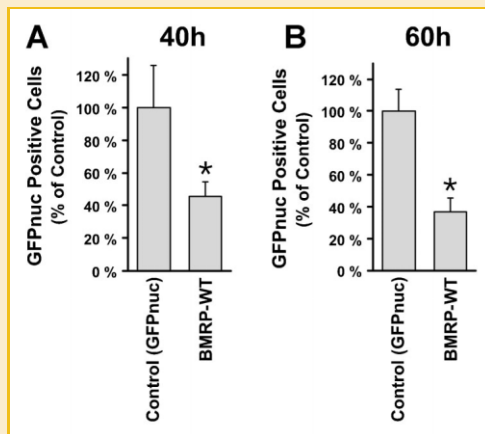 A
40h
GFPnuc Positive Cells
(% of Control)
120 %
100 %
80 %
60 %
40 %
20 %
0 %
*
Control (GFPnuc)
BMRP-WT
B
60h
GFPnuc Positive Cells
(% of Control)
120 %
100 %
80 %
60 %
40 %
20 %
0 %
*
Control (GFPnuc)
BMRP-WT